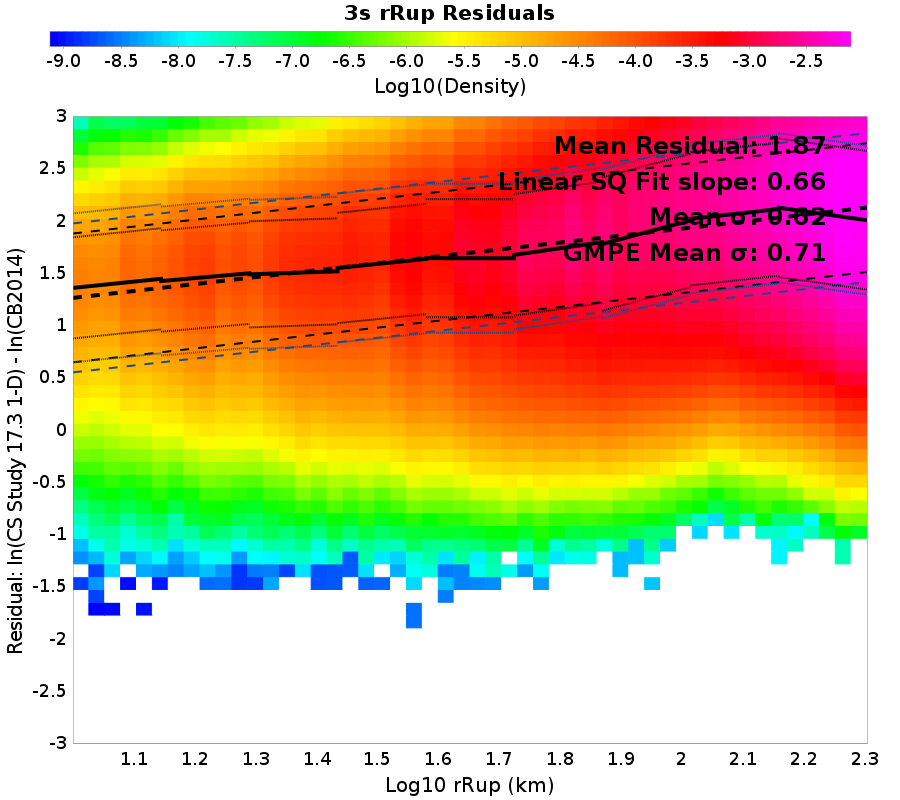 3s rRup Residuals
-9.0 -8.5 -8.0 -7.5 -7.0 -6.5 -6.0 -5.5 -5.0 -4.5 -4.0 -3.5 -3.0 -2.5
Log10(Density)
Mean Residual: 1.87
Linear SQ Fit slope: 0.66
Mean σ: 0.62
GMPE Mean σ: 0.71
Residual: ln(CS Study 17.3 1-D) - ln(CB2014)
3
2.5
2
1.5
1
0.5
0
-0.5
-1
-1.5
-2
-2.5
-3
1.1 1.2 1.3 1.4 1.5 1.6 1.7 1.8 1.9 2 2.1 2.2 2.3
Log10 rRup (km)